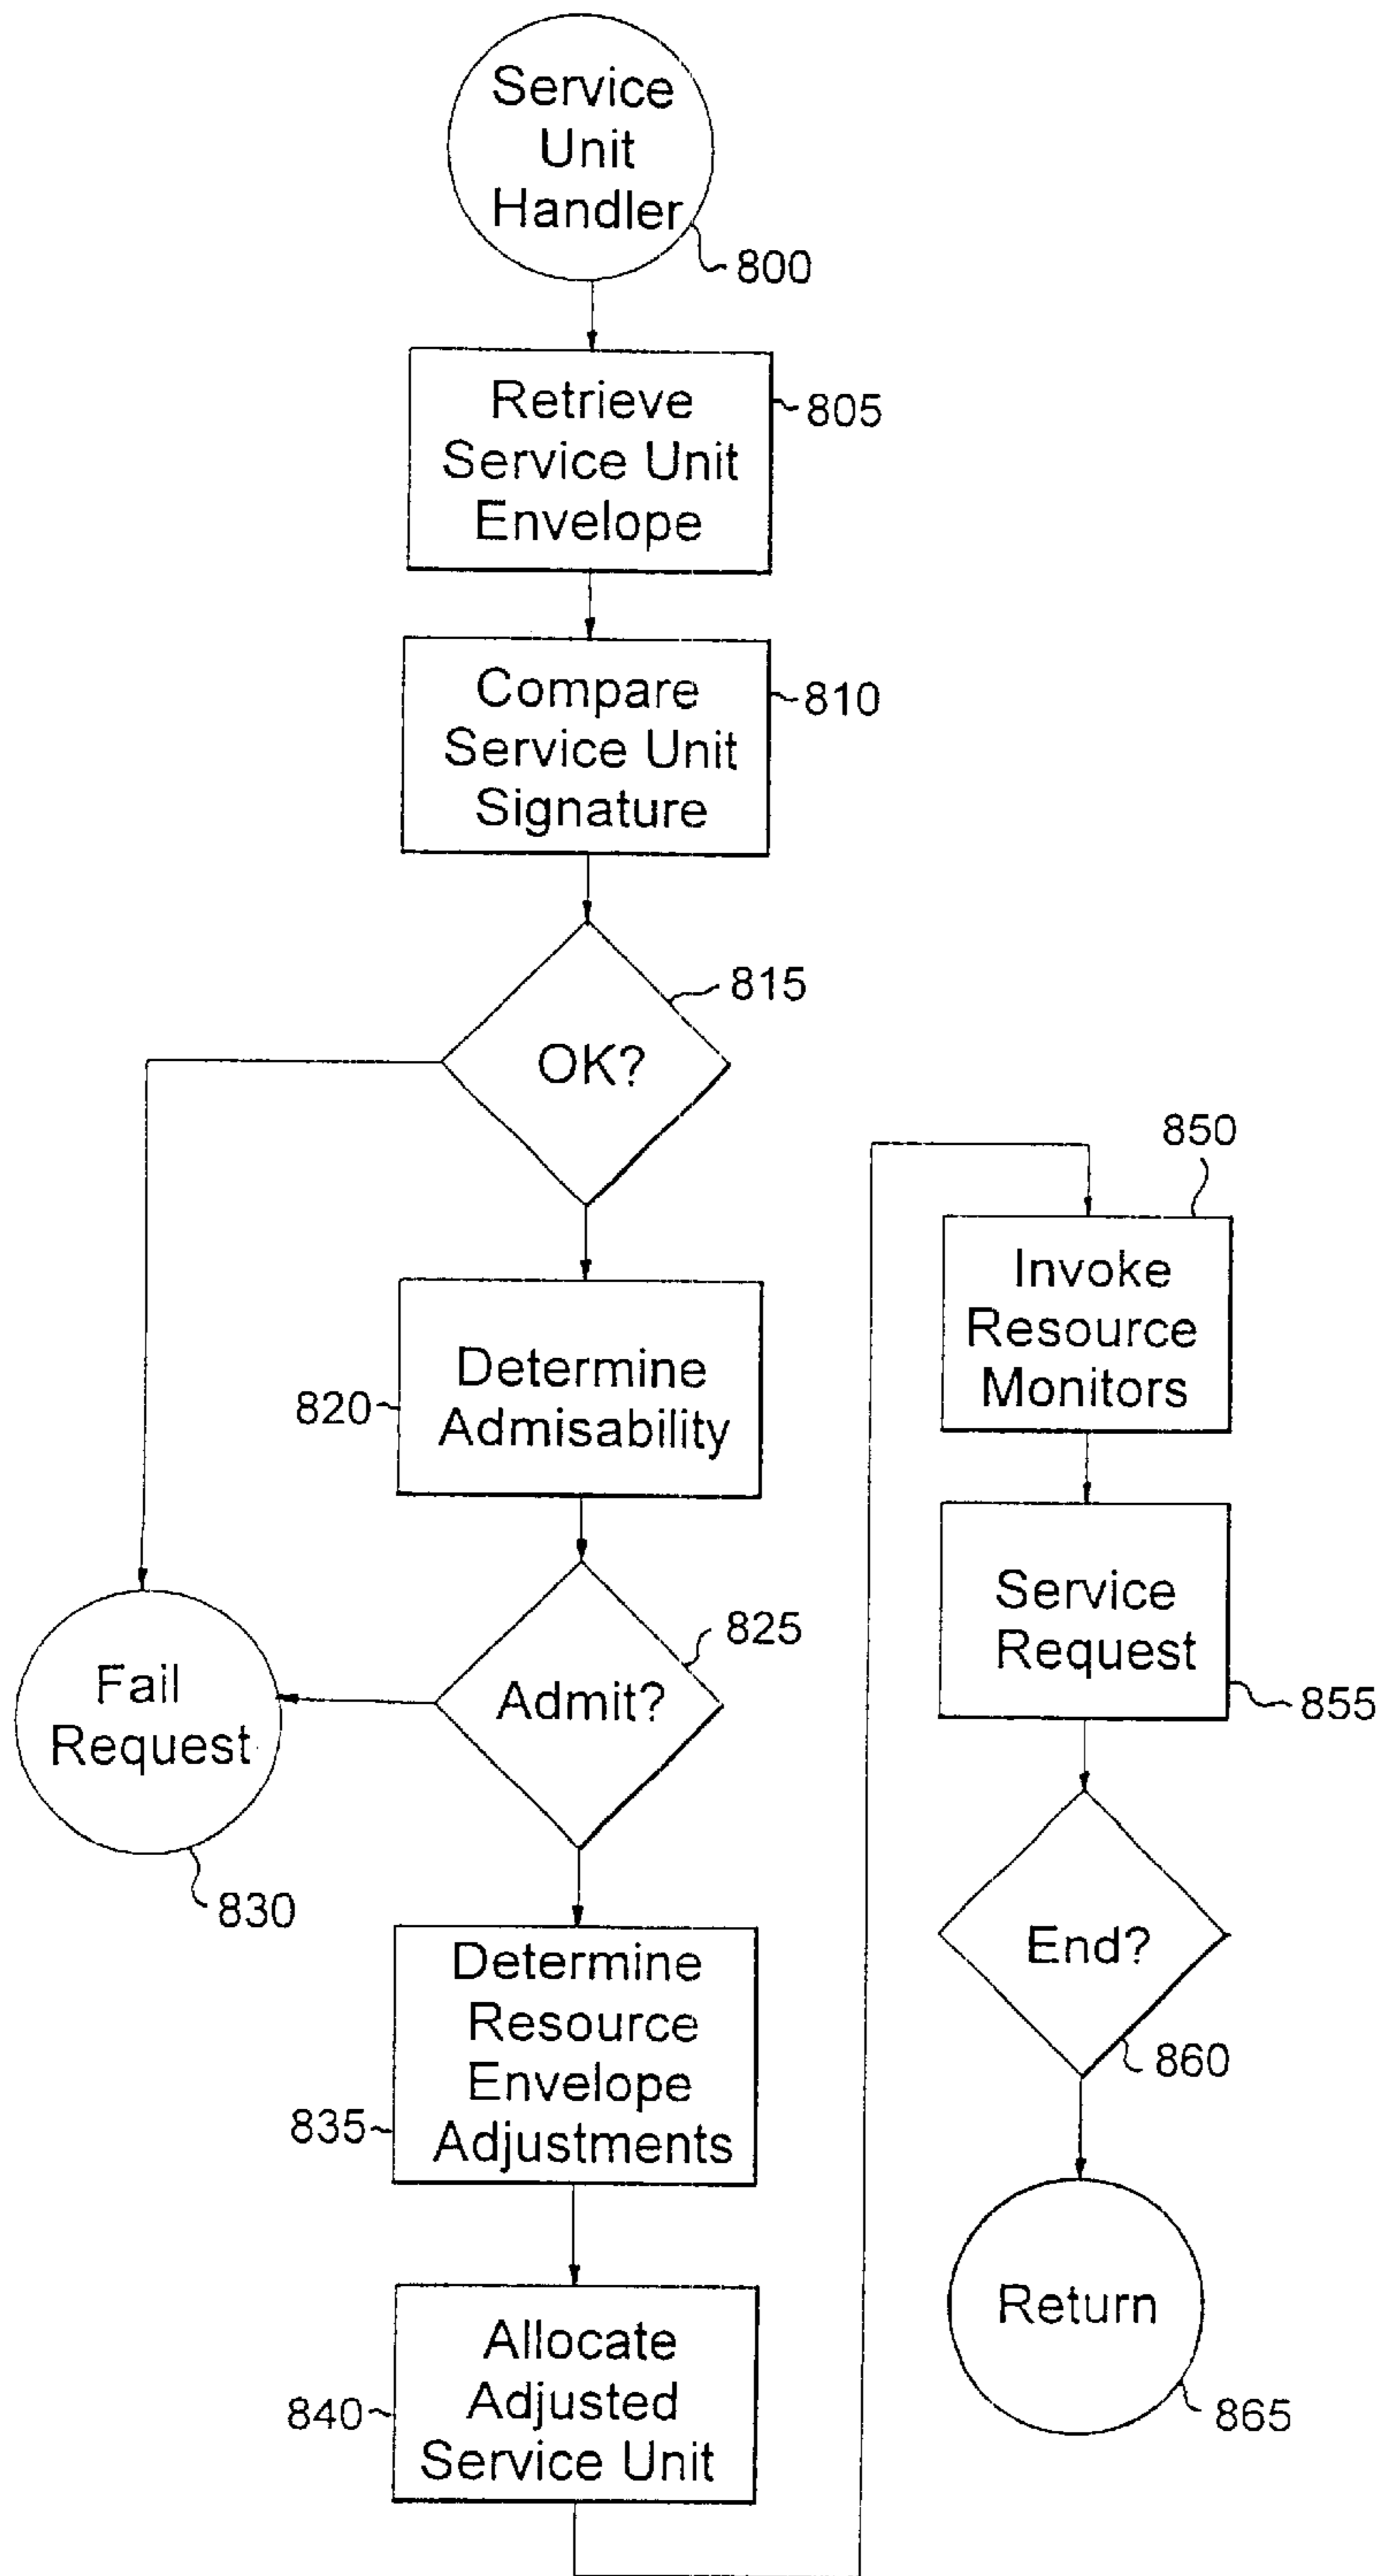 Service
Unit
Handler
800
Retrieve
Service Unit
Envelope
805
Compare
Service Unit
Signature
810
815
OK?
Determine
Admisability
820
825
Admit?
Fail
Request
830
Determine
Resource
Envelope
Adjustments
835
Allocate
Adjusted
Service Unit
840
850
Invoke
Resource
Monitors
Service
Request
855
End?
860
Return
865